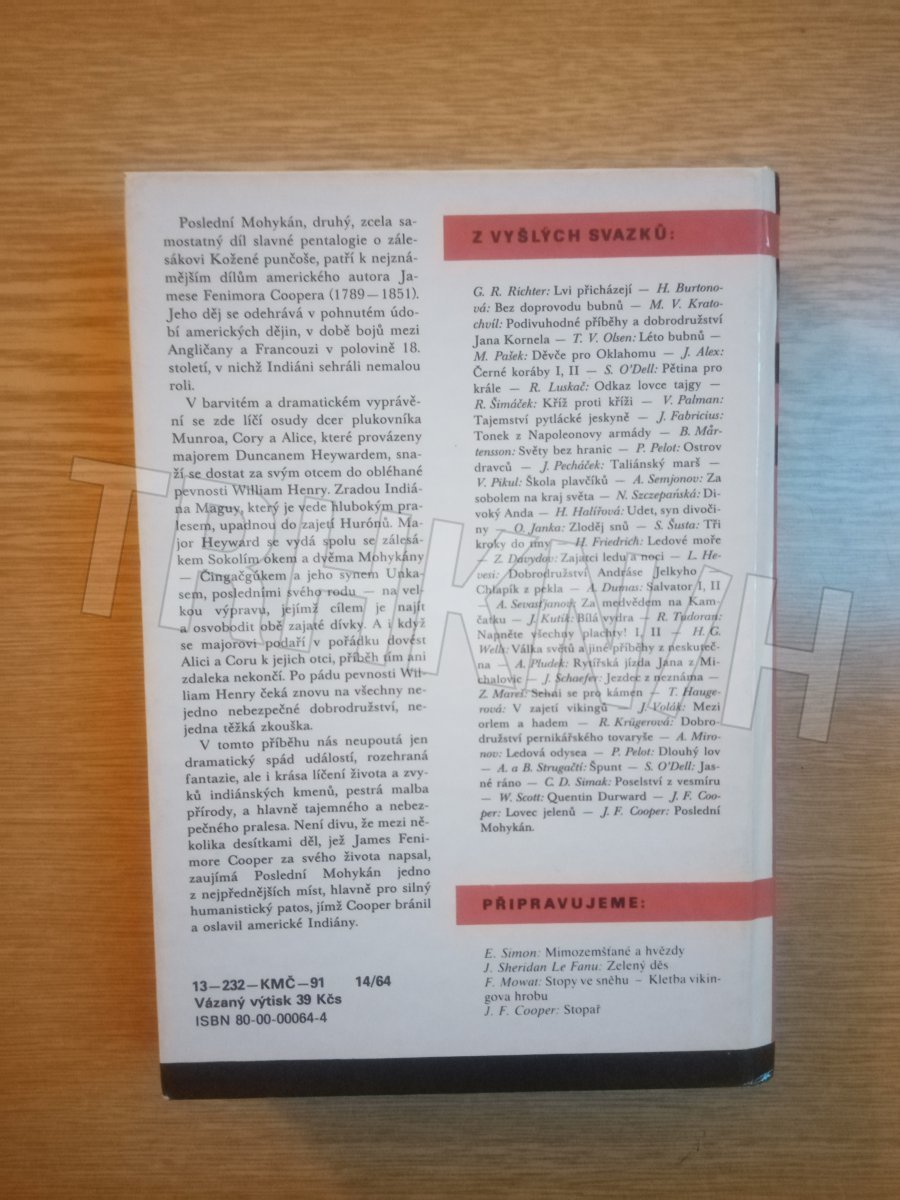 Poslední Mohykán, druhý, zcela sa-
mostatný díl slavné pentalogie o zále-
sákovi Kožené punčoše, patří k nejzná-
mějším dílům amerického autora Ja-
mese Fenimora Coopera (1789—1851).
Jeho děj se odehrává v pohnutém údo-
bí amerických dějin, v době bojů mezi
Angličany a Francouzi v polovině 18.
století, v nichž Indiáni sehráli nemalou
roli.
V barvitém a dramatickém vyprávě-
ní se zde líčí osudy dcer plukovníka
Munroa, Cory a Alice, které provázeny
majorem Duncanem Heywardem, sna-
ží se dostat za svým otcem do obléhané
pevnosti William Henry. Zradou Indiá-
na Maguy, který je vede hlubokým pra-
lesem, upadnou do zajetí Hurónů. Ma-
jor Heyward se vydá spolu se zálesá-
kem Sokolím okem a dvěma Mohykány
— Čingačgúkem a jeho synem Unka-
sem, posledními svého rodu — na vel-
kou výpravu, jejímž cílem je najít
a osvobodit obě zajaté dívky. A i když
se majorovi podaří v pořádku dovést
Alici a Coru k jejich otci, příběh tím ani
zdaleka nekončí. Po pádu pevnosti Wil-
liam Henry čeká znovu na všechny ne-
jedno nebezpečné dobrodružství, ne-
jedna těžká zkouška.
V tomto příběhu nás neupoutá jen
dramatický spád událostí, rozehraná
fantazie, ale i krása líčení života a zvy-
ků indiánských kmenů, pestrá malba
přírody, a hlavně tajemného a nebez-
pečného pralesa. Není divu, že mezi ně-
kolika desítkami děl, jež James Feni-
more Cooper za svého života napsal,
zaujímá Poslední Mohykán jedno
z nejpřednějších míst, hlavně pro silný
humanistický patos, jímž Cooper bránil
a oslavil americké Indiány.
13—232—KMČ—91 14/64
Vázaný výtisk 39 Kčs
ISBN 80-00-00064-4
Z VYŠLÝCH SVAZKŮ:
G. R. Richter: Lvi přicházejí — H. Burtono-
vá: Bez doprovodu bubnů — M. V. Krato-
chvíl: Podivuhodné příběhy a dobrodružství
Jana Kornela — T. V. Olsen: Léto bubnů —
M. Pašek: Děvče pro Oklahomu — J. Alex:
Černé koráby I, II — S. O'Dell: Pětina pro
krále — R. Luskač: Odkaz lovce tajgy —
R. Šimáček: Kříž proti kříži — V. Palman:
Tajemství pytlácké jeskyně — J. Fabricius:
Tonek z Napoleonovy armády — B. Mår-
tensson: Světy bez hranic — P. Pelot: Ostrov
dravců — J. Pecháček: Taliánský marš —
V. Pikul: Škola plavčíků — A. Semjonov: Za
sobolem na kraj světa — N. Szczepańská: Di-
voký Anda — H. Halířová: Udet, syn divoči-
ny — O. Janka: Zloděj snů — S. Šusta: Tři
kroky do tmy — H. Friedrich: Ledové moře
— Z. Davydov: Zajatci ledu a noci — L. He-
vesi: Dobrodružství Andráse Jelkyho —
Chlapík z pekla — A. Dumas: Salvator I, II
— A. Sevasťjanov: Za medvědem na Kam-
čatku — J. Kutík: Bílá vydra — R. Tudoran:
Napněte všechny plachty! I, II — H. G.
Wells: Válka světů a jiné příběhy z neskuteč-
na — A. Pludek: Rytířská jízda Jana z Mi-
chalovic — J. Schaefer: Jezdec z neznáma —
Z. Mareš: Sehni se pro kámen — T. Hauge-
rová: V zajetí vikingů — J. Volák: Mezi
orlem a hadem — R. Krügerová: Dobro-
družství pernikářského tovaryše — A. Miro-
nov: Ledová odysea — P. Pelot: Dlouhý lov
— A. a B. Strugačtí: Špunt — S. O'Dell: Jas-
né ráno — C. D. Simak: Poselství z vesmíru
— W. Scott: Quentin Durward — J. F. Coo-
per: Lovec jelenů — J. F. Cooper: Poslední
Mohykán.
PŘIPRAVUJEME:
E. Simon: Mimozemšťané a hvězdy
J. Sheridan Le Fanu: Zelený děs
F. Mowat: Stopy ve sněhu – Kletba vikin-
gova hrobu
J. F. Cooper: Stopař